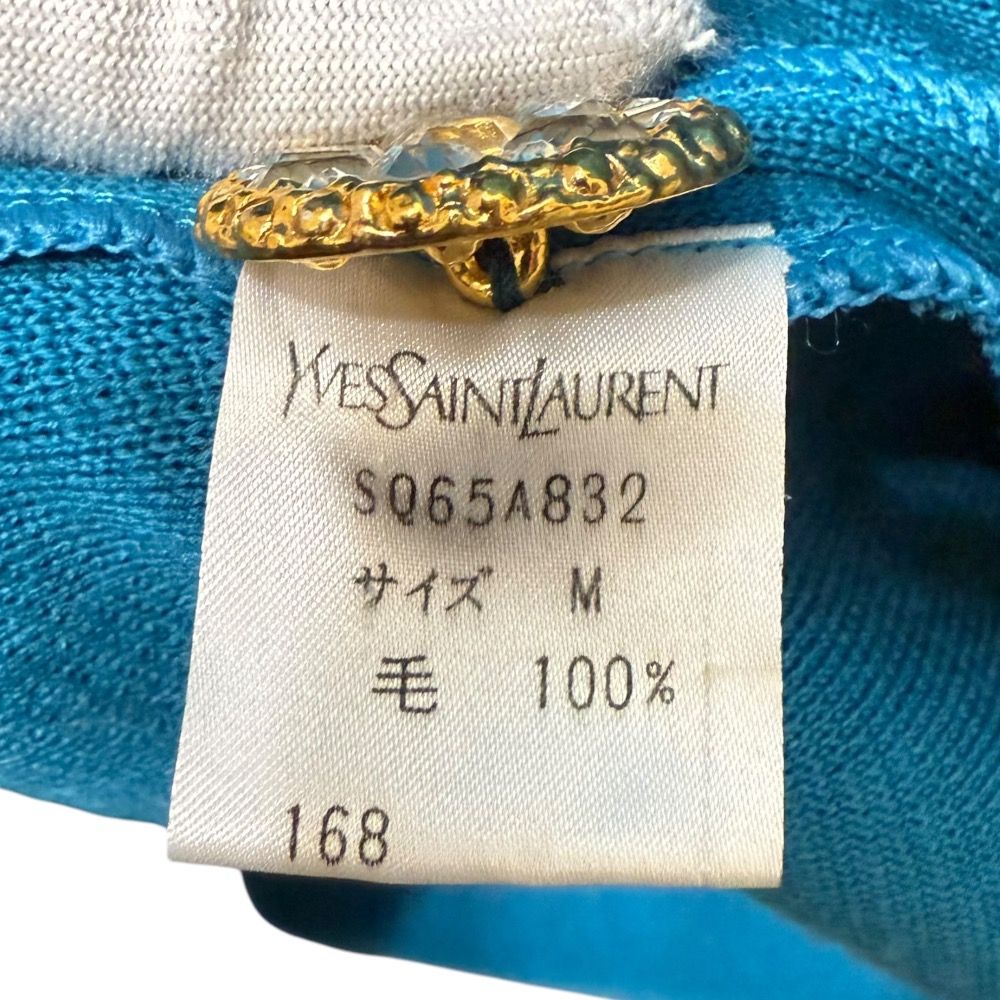 YVESSAINTLAURENT
SQ65A832
サイズ M
毛 100%
168